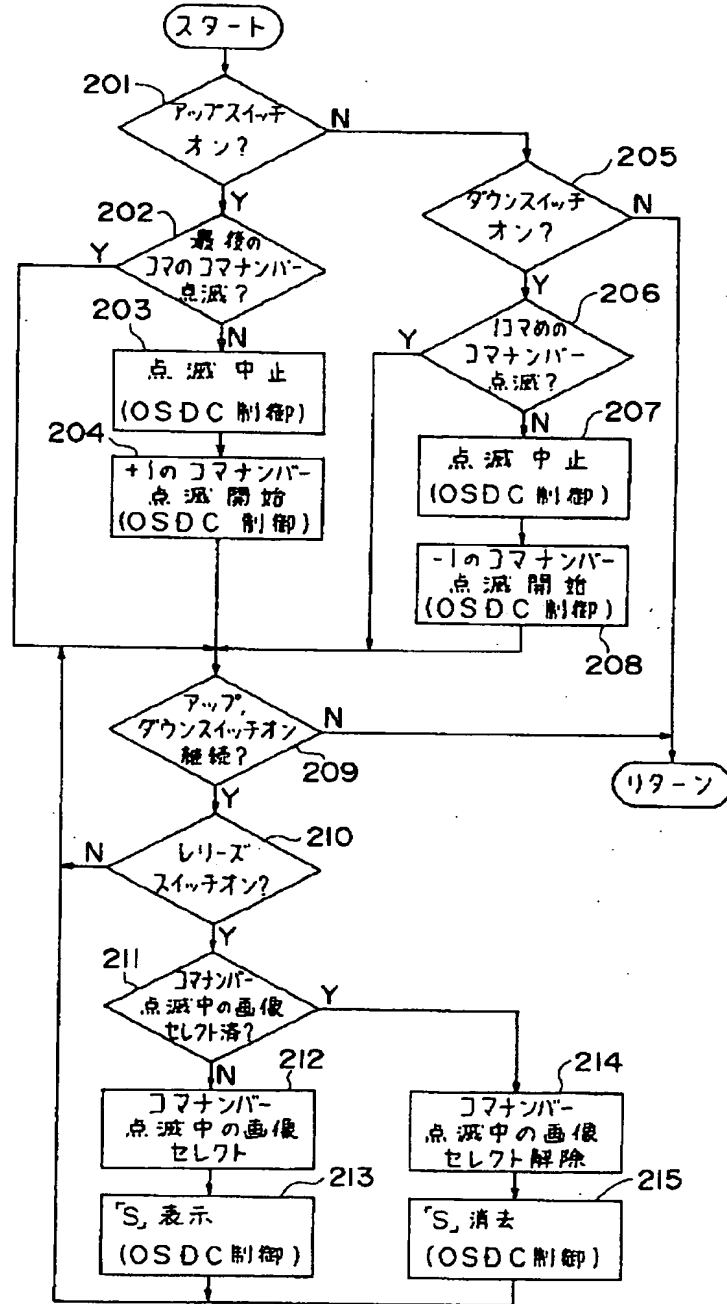 スタート
201
アップスイッチ
オン？
N
Y
205
ダウンスイッチ
オン？
N
Y
202
最後の
コマのコマナンバー
点滅？
Y
N
206
1コマめの
コマナンバー
点滅？
Y
N
203
点滅中止
(OSDC制御)
204
+1のコマナンバー
点滅開始
(OSDC制御)
207
点滅中止
(OSDC制御)
-1のコマナンバー
点滅開始
(OSDC制御)
208
アップ,
ダウンスイッチオン
継続？
N
209
Y
リターン
210
レリーズ
スイッチオン？
N
Y
211
コマナンバー
点滅中の画像
セレクト済？
Y
N
212
コマナンバー
点滅中の画像
セレクト
214
コマナンバー
点滅中の画像
セレクト解除
213
「S」表示
(OSDC制御)
215
「S」消去
(OSDC制御)